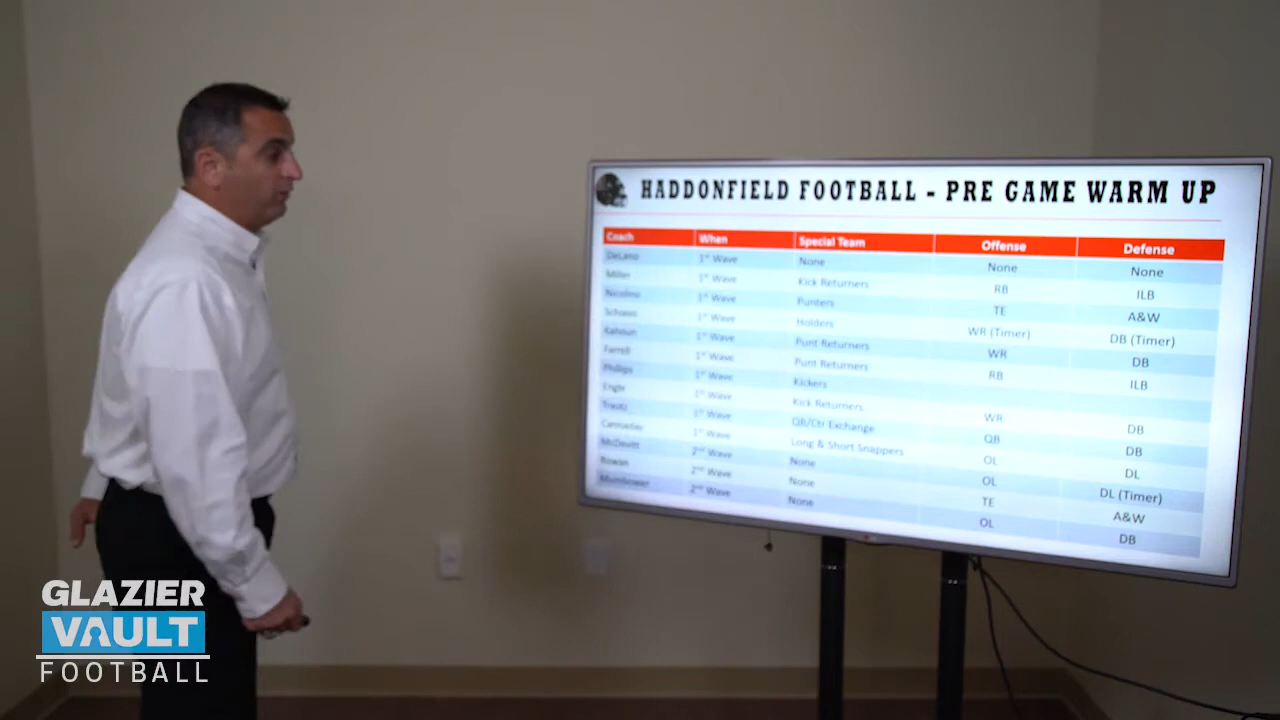 HADDONFIELD FOOTBALL - PRE GAME WARM UP
Coach When Special Team Offense Defense
DeLano 1st Wave None None None
Miller 1st Wave Kick Returners RB ILB
Nicolino 1st Wave Punters TE A&W
1st Wave Holders WR (Timer) DB (Timer)
1st Wave Punt Returners WR DB
Farrell 1st Wave Punt Returners RB ILB
Phillips 1st Wave Kickers
1st Wave Kick Returners WR DB
1st Wave QB/Ctr Exchange QB DB
1st Wave Long & Short Snappers OL DL
McDevitt 2nd Wave None OL DL (Timer)
Rowan 2nd Wave None TE A&W
2nd Wave None OL DB
GLAZIER
VAULT
FOOTBALL